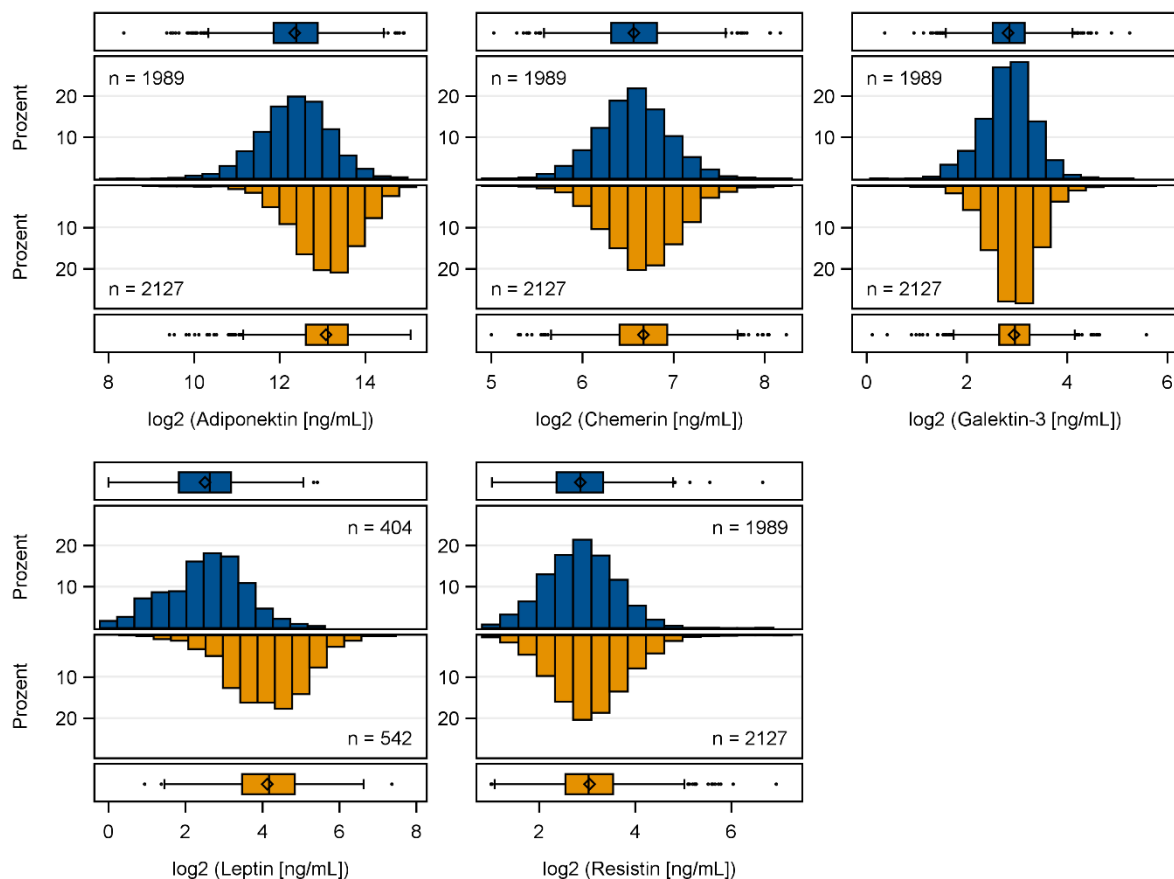 n = 1989
n = 1989
n = 1989
Prozent
20
10
20
10
20
10
Prozent
10
20
10
20
10
20
n = 2127
n = 2127
n = 2127
8 10 12 14
5 6 7 8
0 2 4 6
log2 (Adiponektin [ng/mL])
log2 (Chemerin [ng/mL])
log2 (Galektin-3 [ng/mL])
n = 404
n = 1989
Prozent
20
10
20
10
Prozent
10
20
10
20
n = 542
n = 2127
0 2 4 6 8
2 4 6
log2 (Leptin [ng/mL])
log2 (Resistin [ng/mL])